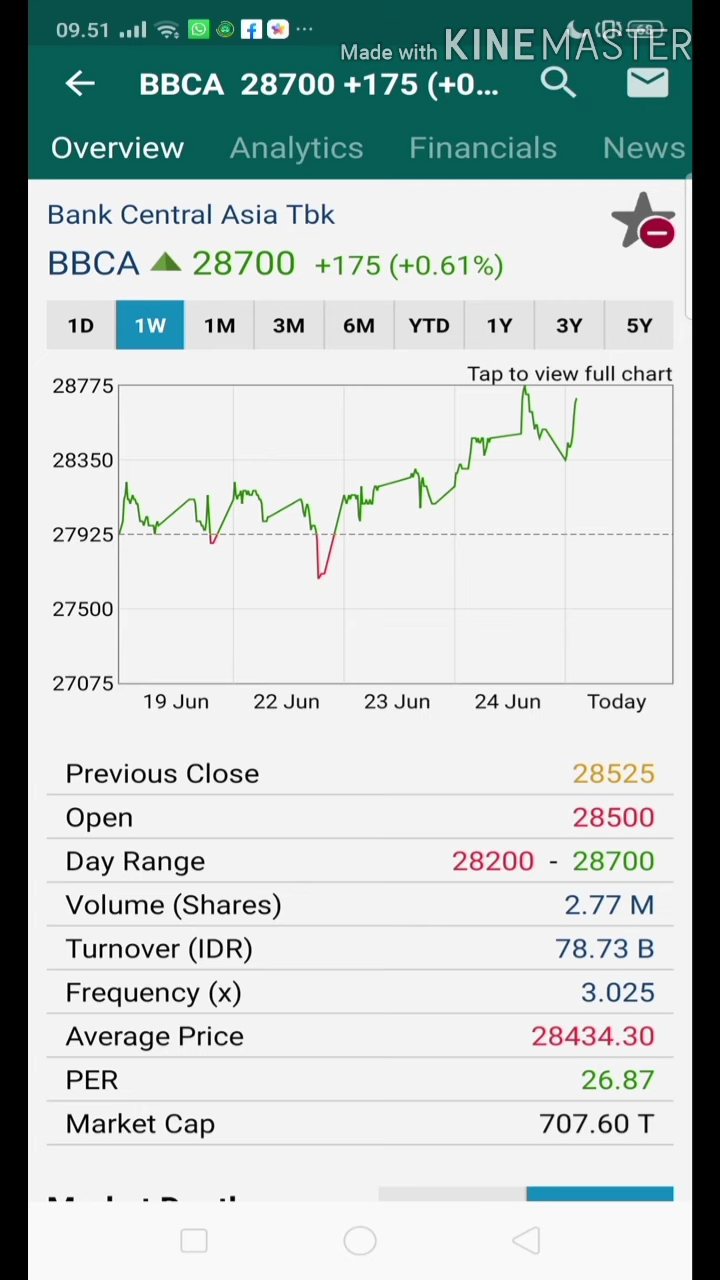 09.51 ... 68
Made with KINEMASTER
BBCA 28700 +175 (+0...
Overview Analytics Financials News
Bank Central Asia Tbk
BBCA 28700 +175 (+0.61%)
1D 1W 1M 3M 6M YTD 1Y 3Y 5Y
Tap to view full chart
28775
28350
27925
27500
27075
19 Jun 22 Jun 23 Jun 24 Jun Today
Previous Close 28525
Open 28500
Day Range 28200 - 28700
Volume (Shares) 2.77 M
Turnover (IDR) 78.73 B
Frequency (x) 3.025
Average Price 28434.30
PER 26.87
Market Cap 707.60 T